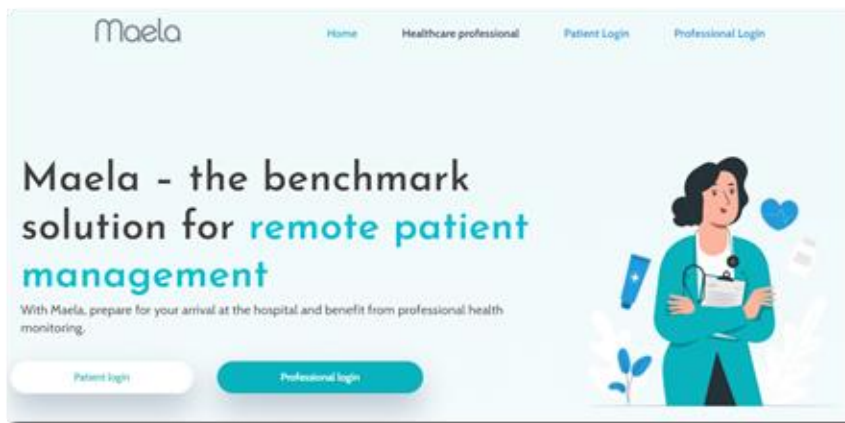 Maela
Home
Healthcare professional
Patient Login
Professional Login
Maela – the benchmark
solution for remote patient
management
With Maela, prepare for your arrival at the hospital and benefit from professional health
monitoring.
Patient login
Professional login